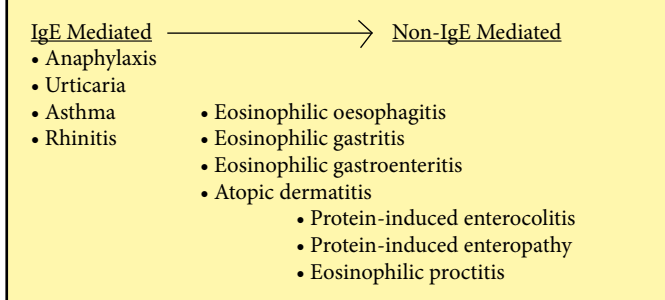 IgE Mediated Non-IgE Mediated
• Anaphylaxis
• Urticaria
• Asthma • Eosinophilic oesophagitis
• Rhinitis • Eosinophilic gastritis
• Eosinophilic gastroenteritis
• Atopic dermatitis
• Protein-induced enterocolitis
• Protein-induced enteropathy
• Eosinophilic proctitis